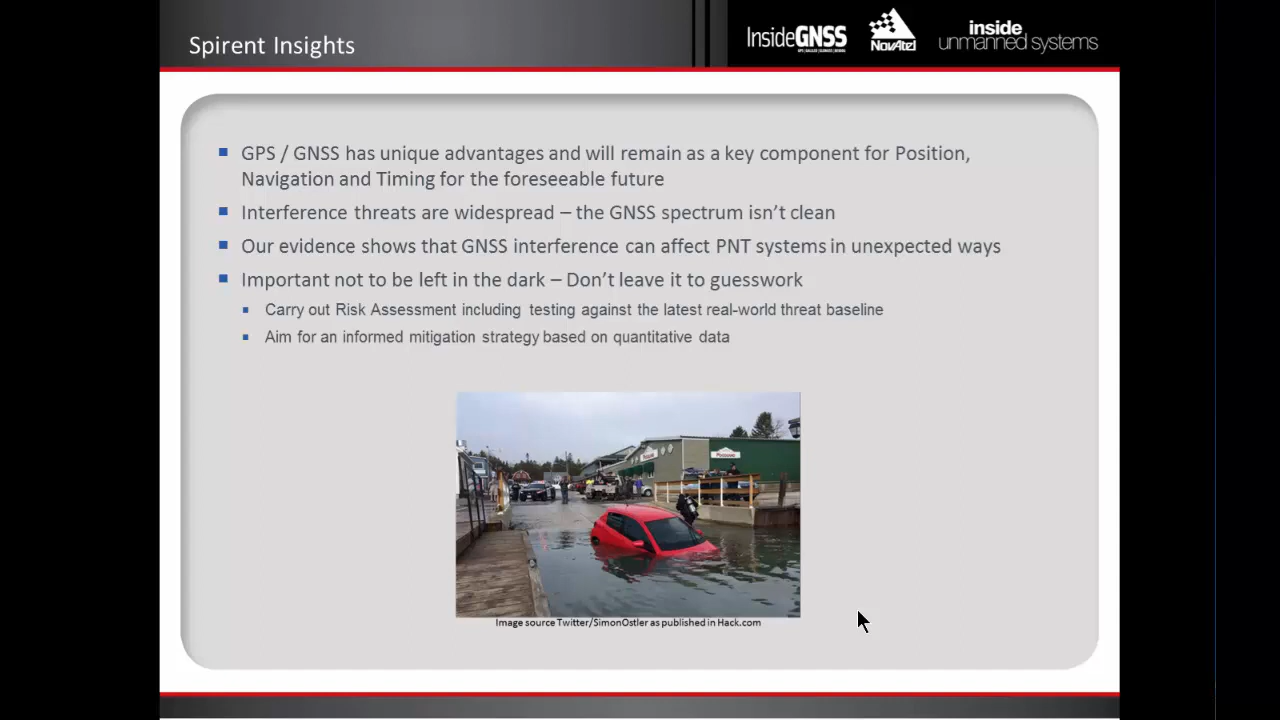 Spirent Insights
InsideGNSS
NovAtel
inside
unmanned systems
GPS / GNSS has unique advantages and will remain as a key component for Position,
Navigation and Timing for the foreseeable future
Interference threats are widespread – the GNSS spectrum isn't clean
Our evidence shows that GNSS interference can affect PNT systems in unexpected ways
Important not to be left in the dark – Don't leave it to guesswork
Carry out Risk Assessment including testing against the latest real-world threat baseline
Aim for an informed mitigation strategy based on quantitative data
Image source Twitter/SimonOstler as published in Hack.com